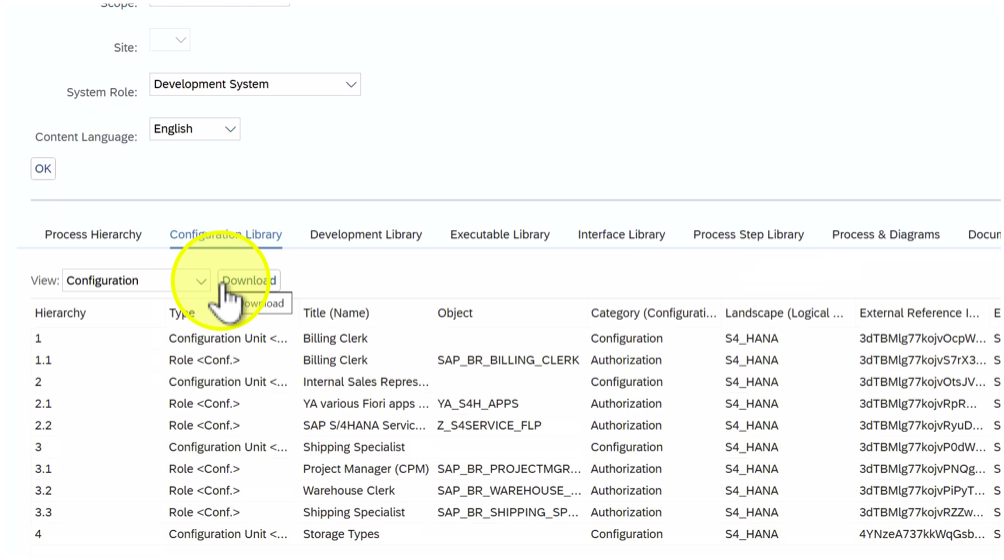 Scope:
Site:
System Role: Development System
Content Language: English
OK
Process Hierarchy Configuration Library Development Library Executable Library Interface Library Process Step Library Process & Diagrams Docum
View: Configuration Download
Download
Hierarchy Type Title (Name) Object Category (Configurati... Landscape (Logical ... External Reference I... E
1 Configuration Unit <... Billing Clerk Configuration S4_HANA 3dTBMlg77kojvOcpW... S
1.1 Role <Conf.> Billing Clerk SAP_BR_BILLING_CLERK Authorization S4_HANA 3dTBMlg77kojvS7rX3... S
2 Configuration Unit <... Internal Sales Repres... Configuration S4_HANA 3dTBMlg77kojvOtsJV... S
2.1 Role <Conf.> YA various Fiori apps ... YA_S4H_APPS Authorization S4_HANA 3dTBMlg77kojvRpR... S
2.2 Role <Conf.> SAP S/4HANA Servic... Z_S4SERVICE_FLP Authorization S4_HANA 3dTBMlg77kojvRyuD... S
3 Configuration Unit <... Shipping Specialist Configuration S4_HANA 3dTBMlg77kojvP0dW... S
3.1 Role <Conf.> Project Manager (CPM) SAP_BR_PROJECTMGR... Authorization S4_HANA 3dTBMlg77kojvPNQg... S
3.2 Role <Conf.> Warehouse Clerk SAP_BR_WAREHOUSE_... Authorization S4_HANA 3dTBMlg77kojvPiPyT... S
3.3 Role <Conf.> Shipping Specialist SAP_BR_SHIPPING_SP... Authorization S4_HANA 3dTBMlg77kojvRZZw... S
4 Configuration Unit <... Storage Types Configuration S4_HANA 4YNzeA737kkWqGsb... S